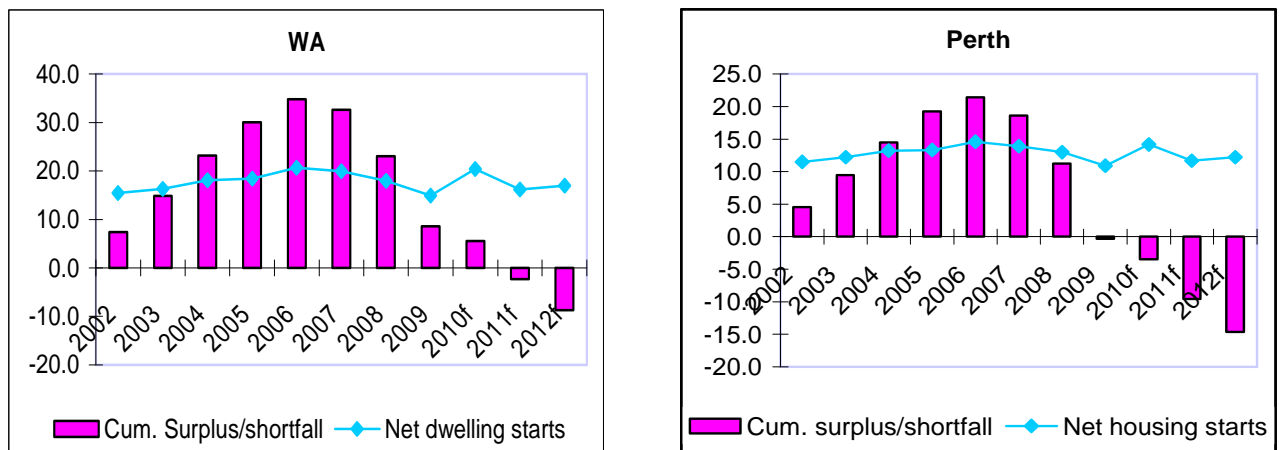 WA
40.0
30.0
20.0
10.0
0.0
-10.0
-20.0
2002
2003
2004
2005
2006
2007
2008
2009
2010f
2011f
2012f
Cum. Surplus/shortfall
Net dwelling starts
Perth
25.0
20.0
15.0
10.0
5.0
0.0
-5.0
-10.0
-15.0
-20.0
2002
2003
2004
2005
2006
2007
2008
2009
2010f
2011f
2012f
Cum. surplus/shortfall
Net housing starts